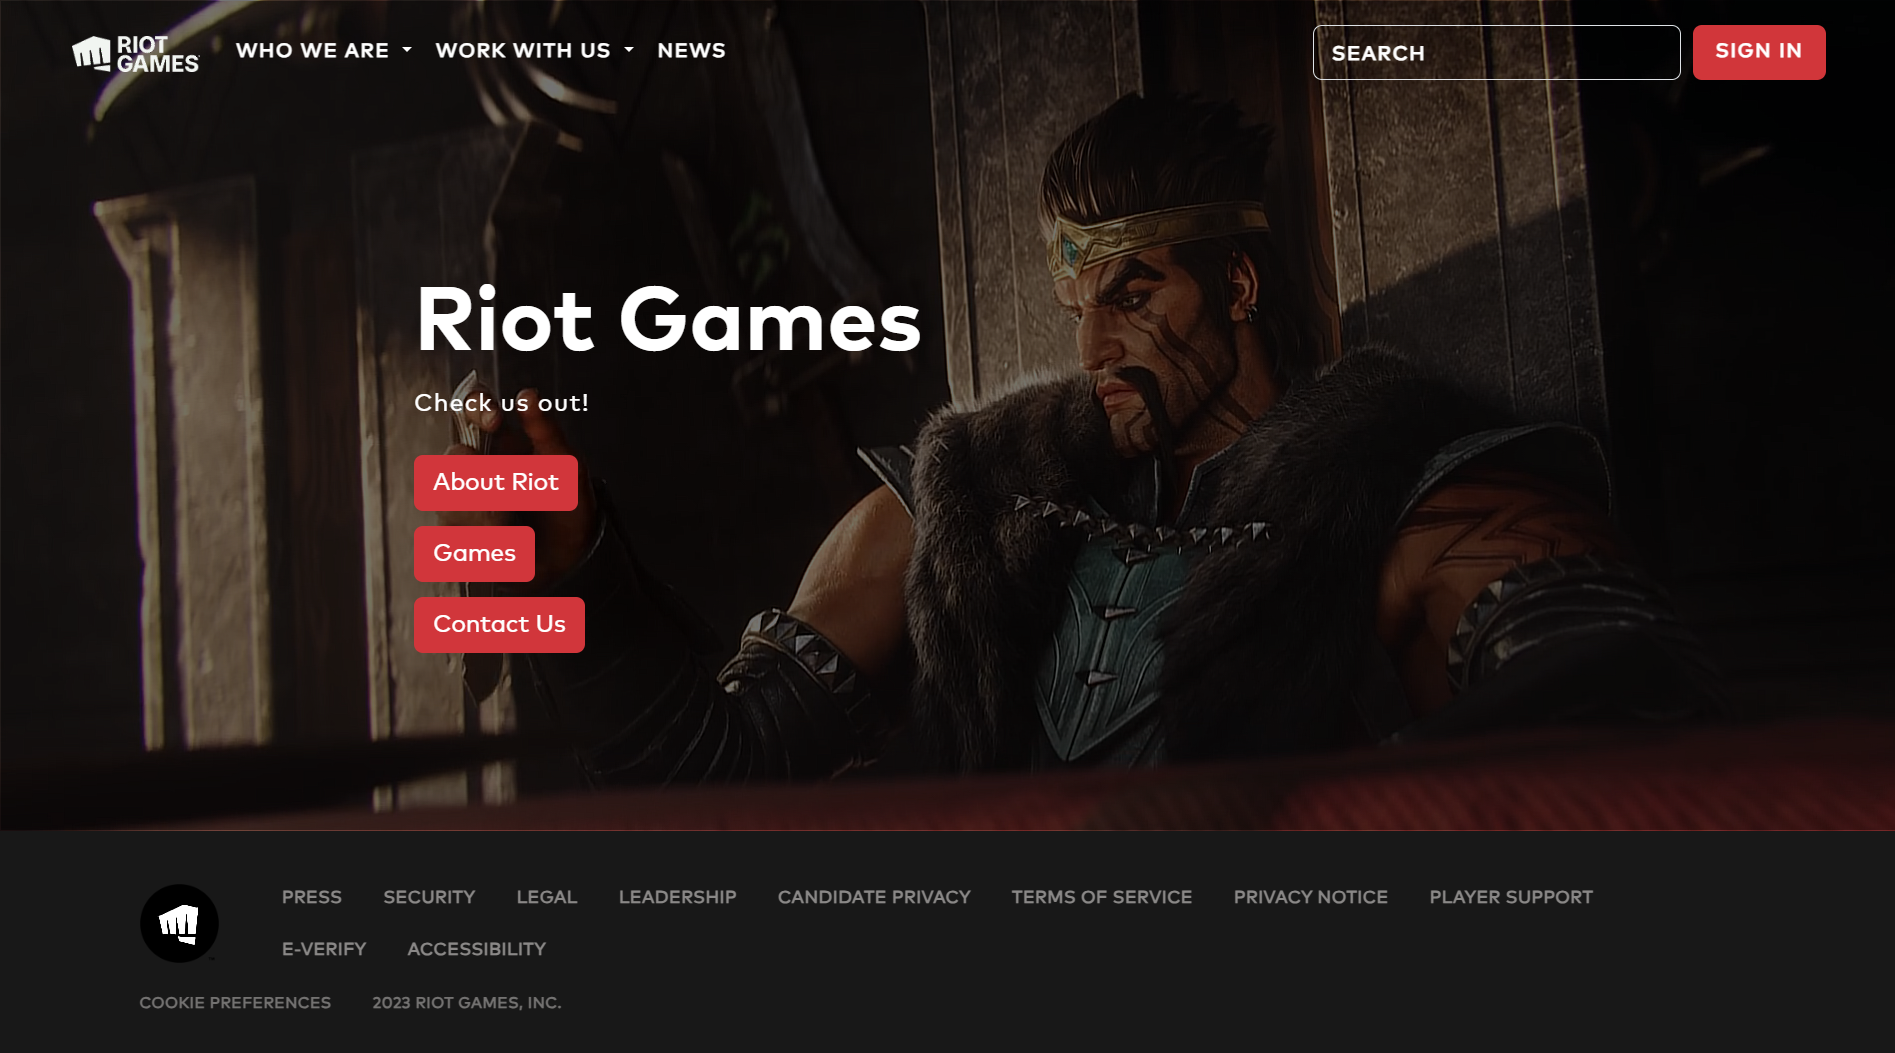 RIOT GAMES
WHO WE ARE
WORK WITH US
NEWS
SEARCH
SIGN IN
Riot Games
Check us out!
About Riot
Games
Contact Us
PRESS SECURITY LEGAL LEADERSHIP CANDIDATE PRIVACY TERMS OF SERVICE PRIVACY NOTICE PLAYER SUPPORT
E-VERIFY ACCESSIBILITY
COOKIE PREFERENCES 2023 RIOT GAMES, INC.